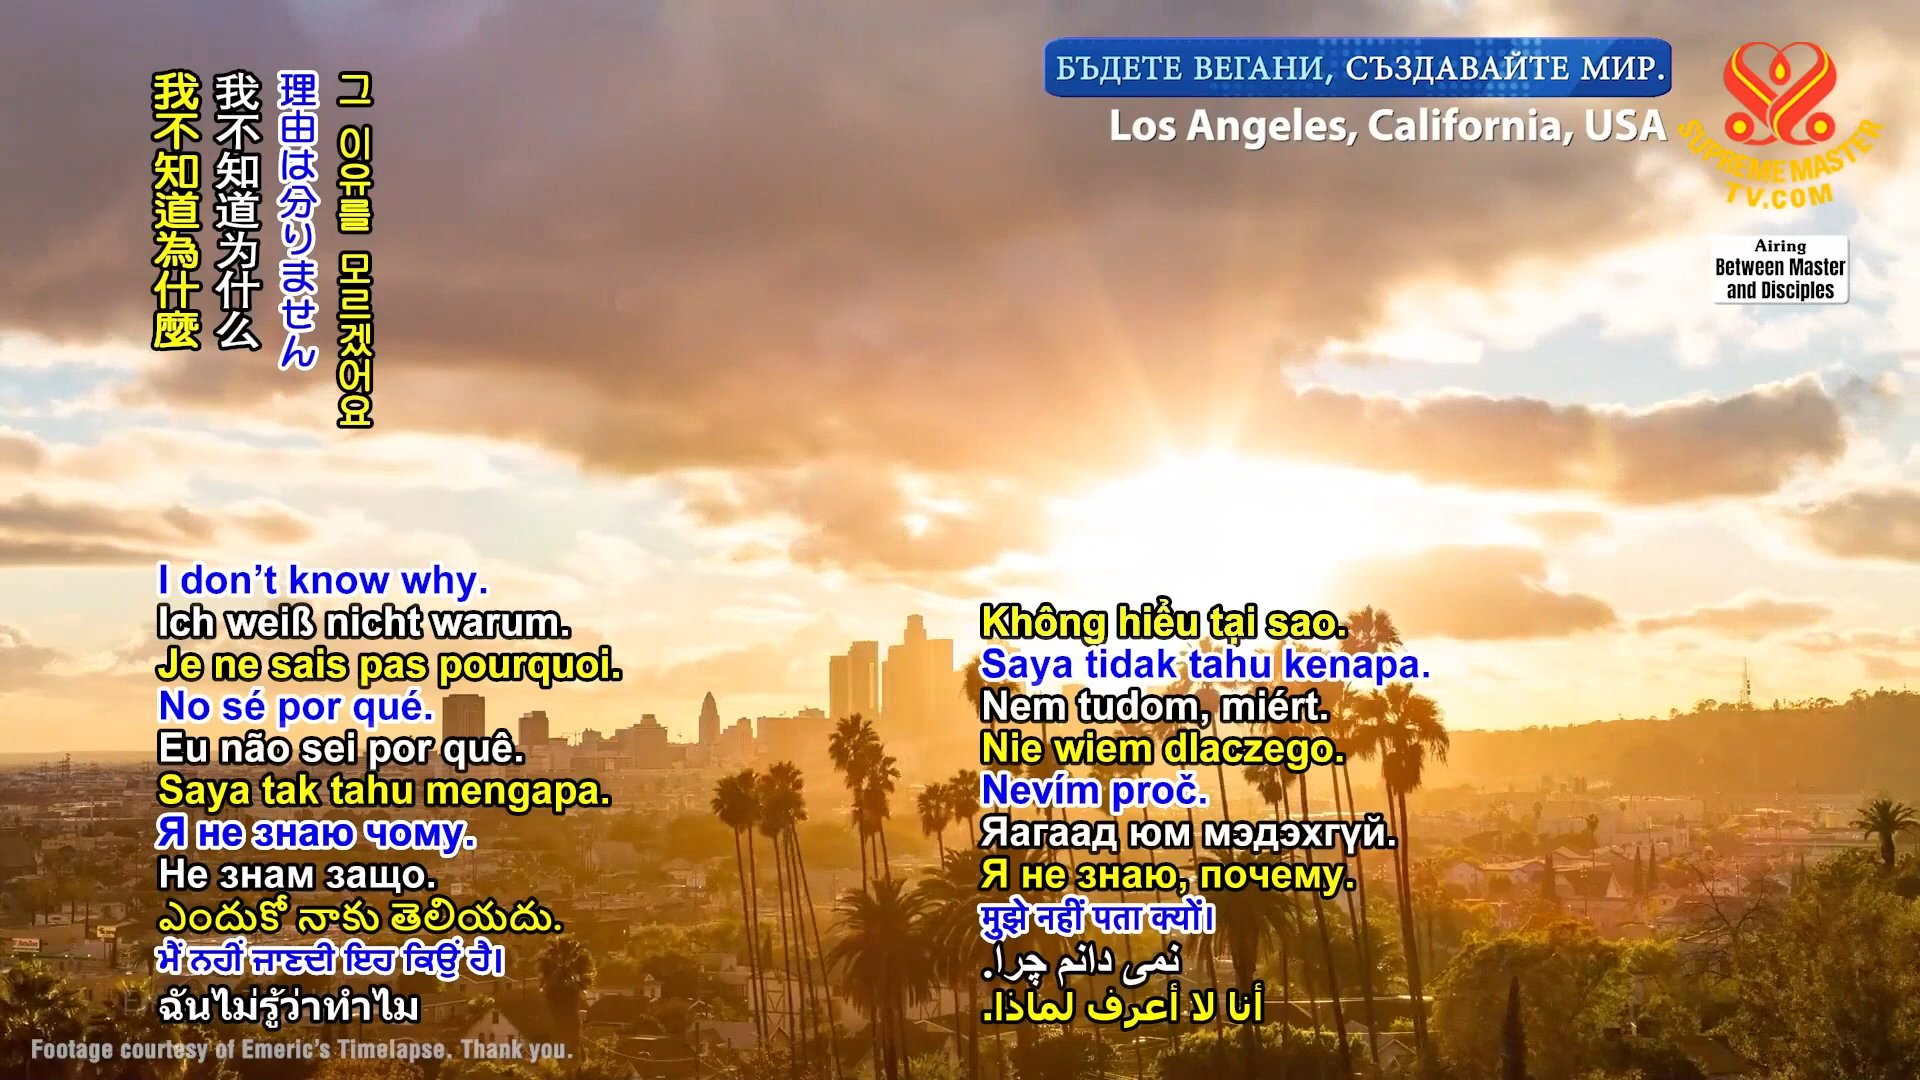 我不知道為什麼
我不知道为什么
理由は分りません
그 이유를 모르겠어요
БЪДЕТЕ ВЕГАНИ, СЪЗДАВАЙТЕ МИР.
Los Angeles, California, USA
SUPREME MASTER
TV.COM
Airing
Between Master
and Disciples
I don’t know why.
Ich weiß nicht warum.
Je ne sais pas pourquoi.
No sé por qué.
Eu não sei por quê.
Saya tak tahu mengapa.
Я не знаю чому.
Не знам защо.
ఎందుకో నాకు తెలియదు.
ਮੈਂ ਨਹੀਂ ਜਾਣਦੀ ਇਹ ਕਿਉਂ ਹੈ।
ฉันไม่รู้ว่าทำไม
Không hiểu tại sao.
Saya tidak tahu kenapa.
Nem tudom, miért.
Nie wiem dlaczego.
Nevím proč.
Яагаад юм мэдэхгүй.
Я не знаю, почему.
मुझे नहीं पता क्यों।
نمی دانم چرا.
أنا لا أعرف لماذا.
Footage courtesy of Emeric’s Timelapse. Thank you.